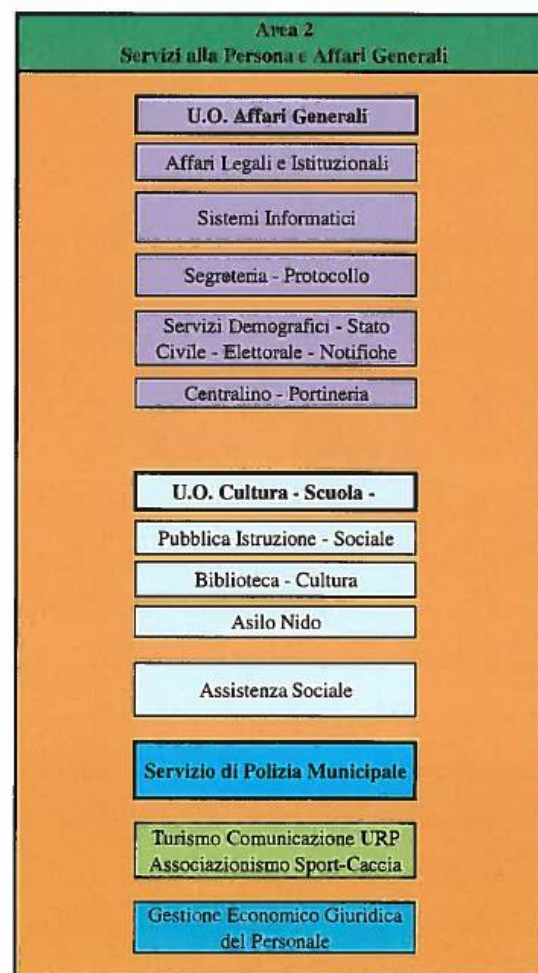 Area 2
Servizi alla Persona e Affari Generali
U.O. Affari Generali
Affari Legali e Istituzionali
Sistemi Informatici
Segreteria - Protocollo
Servizi Demografici - Stato
Civile - Elettorale - Notifiche
Centralino - Portineria
U.O. Cultura - Scuola -
Pubblica Istruzione - Sociale
Biblioteca - Cultura
Asilo Nido
Assistenza Sociale
Servizio di Polizia Municipale
Turismo Comunicazione URP
Associazionismo Sport-Caccia
Gestione Economico Giuridica
del Personale